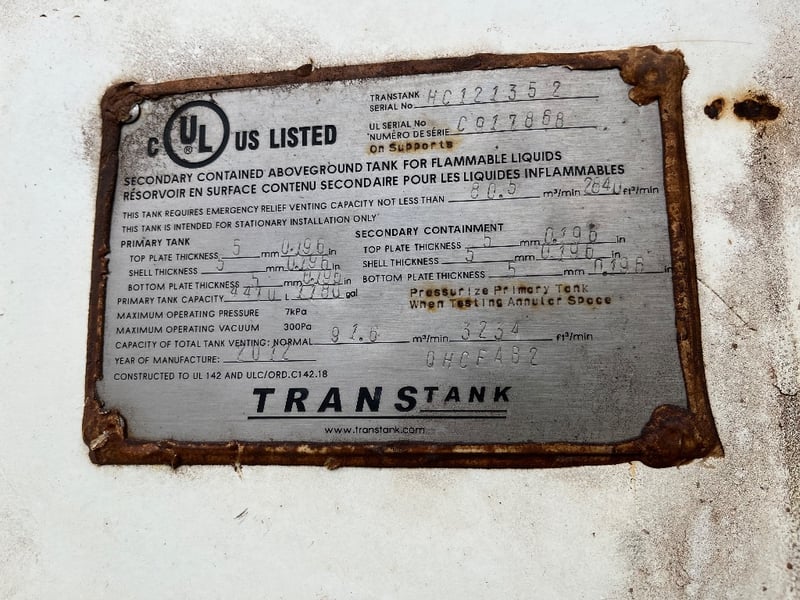 C UL ® US LISTED
TRANSTANK SERIAL No HC121352
UL SERIAL No NUMÉRO DE SÉRIE C917868
On Supports
SECONDARY CONTAINED ABOVEGROUND TANK FOR FLAMMABLE LIQUIDS
RÉSORVOIR EN SURFACE CONTENU SECONDAIRE POUR LES LIQUIDES INFLAMMABLES
THIS TANK REQUIRES EMERGENCY RELIEF VENTING CAPACITY NOT LESS THAN 80.5 m³/min 2840 ft³/min
THIS TANK IS INTENDED FOR STATIONARY INSTALLATION ONLY
PRIMARY TANK
TOP PLATE THICKNESS 5 mm 0.196 in
SHELL THICKNESS 5 mm 0.196 in
BOTTOM PLATE THICKNESS 5 mm 0.196 in
PRIMARY TANK CAPACITY L gal
SECONDARY CONTAINMENT
TOP PLATE THICKNESS 5 mm 0.196 in
SHELL THICKNESS 5 mm 0.196 in
BOTTOM PLATE THICKNESS 5 mm 0.196 in
Pressurize Primary Tank
When Testing Annular Space
MAXIMUM OPERATING PRESSURE 7kPa
MAXIMUM OPERATING VACUUM 300Pa
CAPACITY OF TOTAL TANK VENTING: NORMAL 91.6 m³/min 3234 ft³/min
YEAR OF MANUFACTURE: 2012 QHCFAB2
CONSTRUCTED TO UL 142 AND ULC/ORD.C142.18
TRANSTANK
www.transtank.com